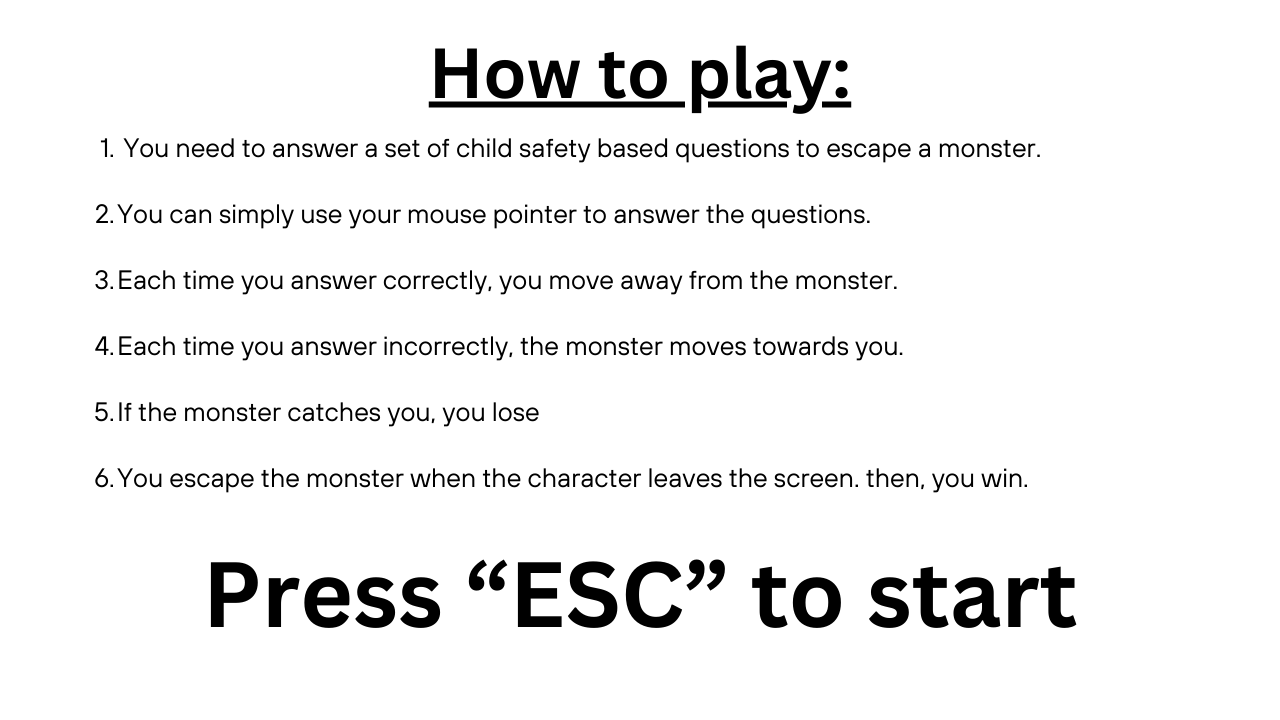 How to play:
1. You need to answer a set of child safety based questions to escape a monster.
2. You can simply use your mouse pointer to answer the questions.
3. Each time you answer correctly, you move away from the monster.
4. Each time you answer incorrectly, the monster moves towards you.
5. If the monster catches you, you lose
6. You escape the monster when the character leaves the screen. then, you win.
Press “ESC” to start